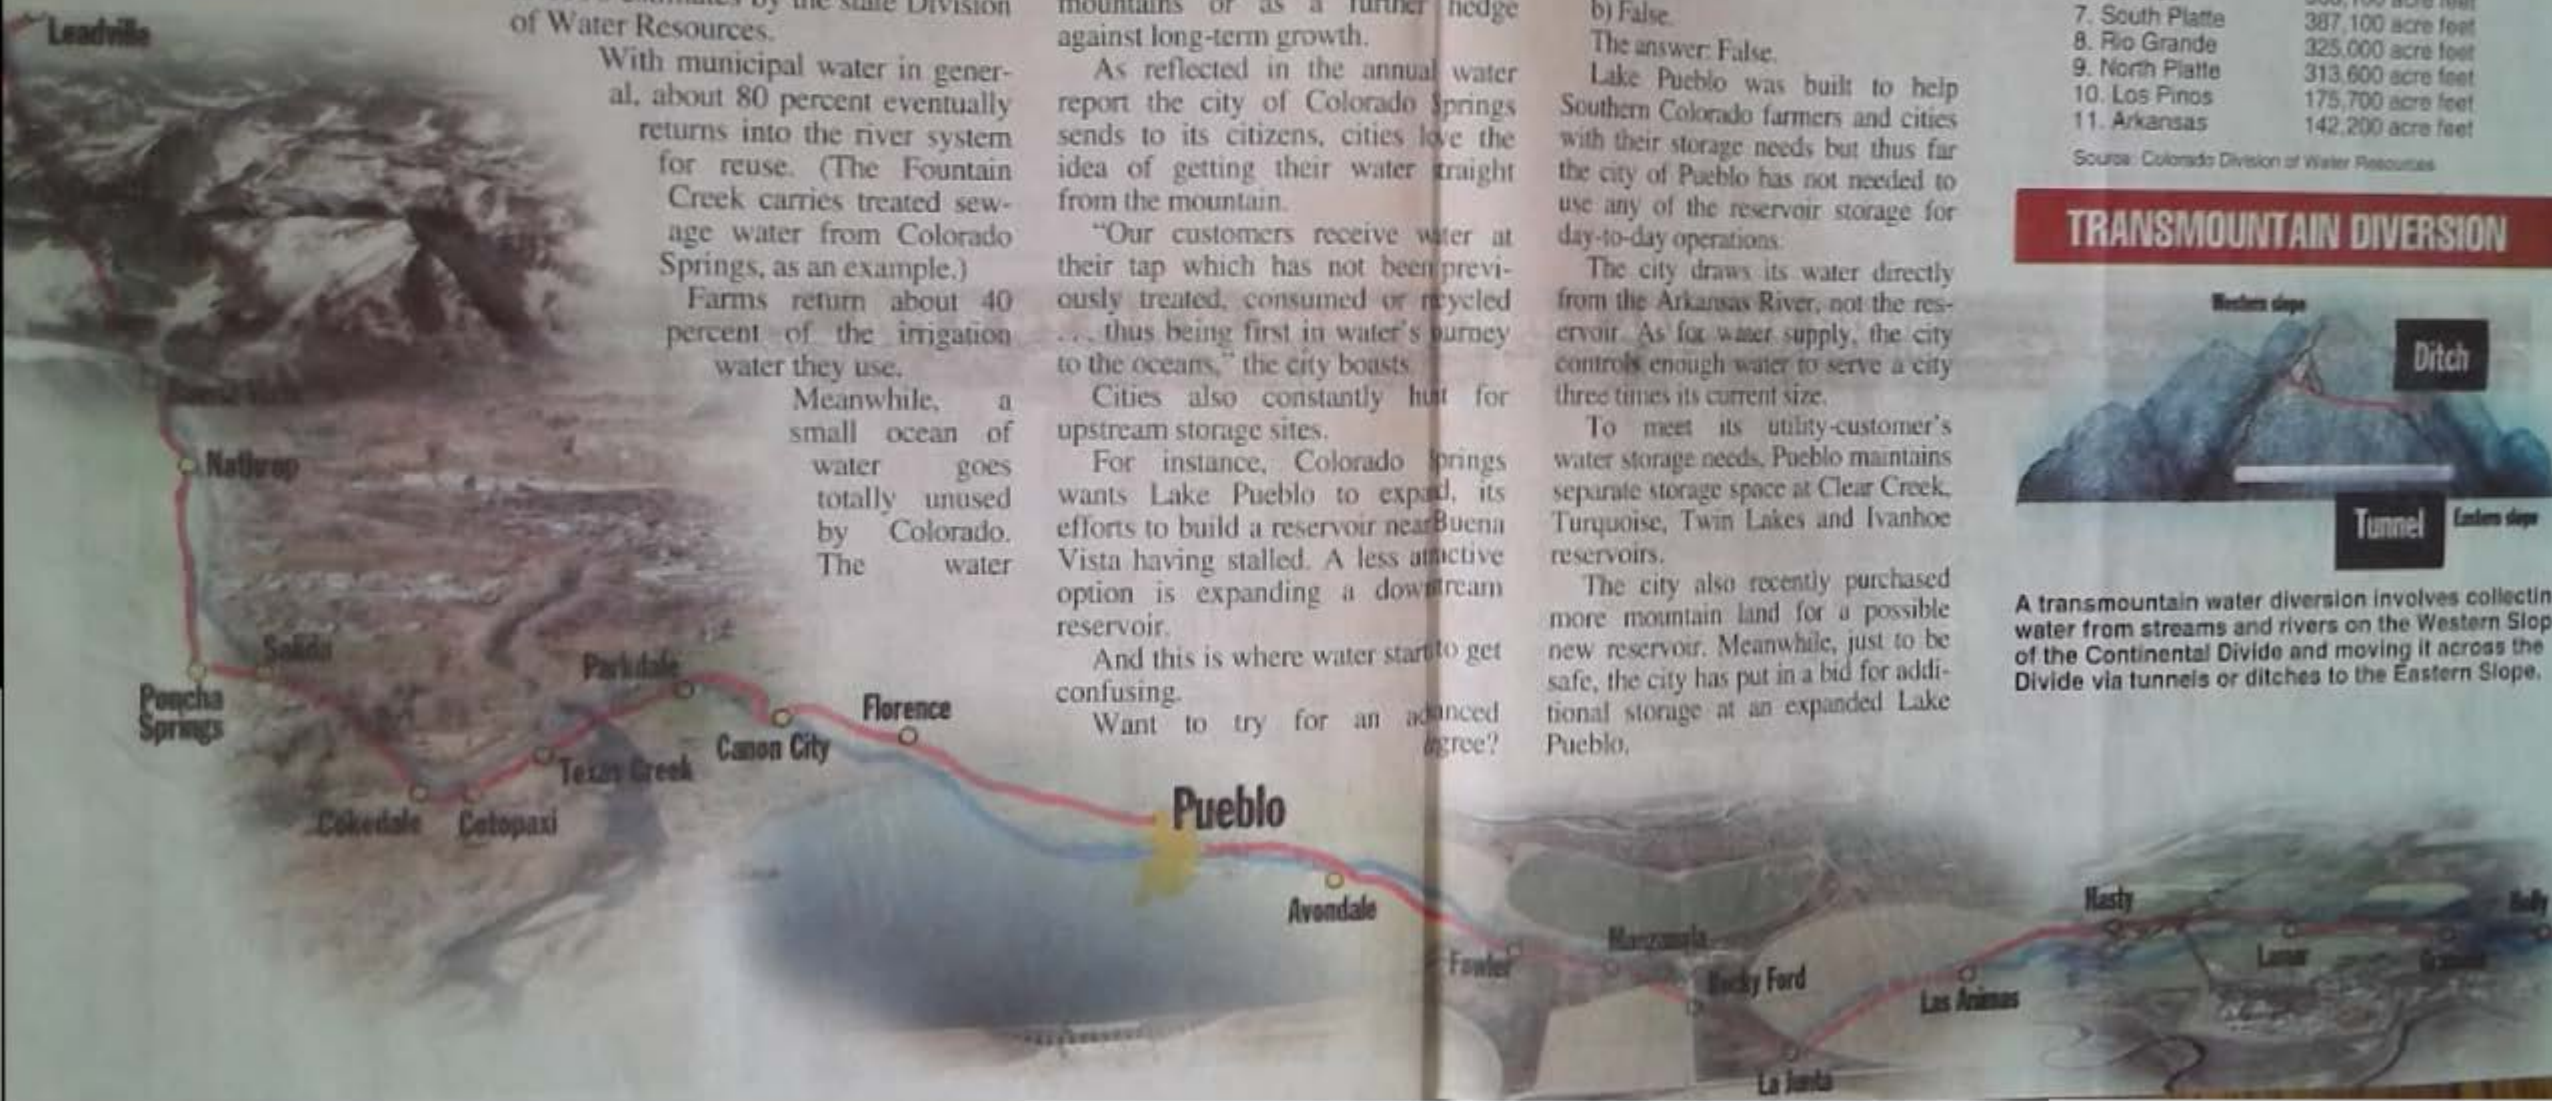 by the state Division
of Water Resources.
With municipal water in gener-
al, about 80 percent eventually
returns into the river system
for reuse. (The Fountain
Creek carries treated sew-
age water from Colorado
Springs, as an example.)
Farms return about 40
percent of the irrigation
water they use.
Meanwhile, a
small ocean of
water goes
totally unused
by Colorado.
The water
mountains or as a further hedge
against long-term growth.
As reflected in the annual water
report the city of Colorado Springs
sends to its citizens, cities love the
idea of getting their water straight
from the mountain.
"Our customers receive water at
their tap which has not been previ-
ously treated, consumed or recycled
... thus being first in water's journey
to the oceans," the city boasts.
Cities also constantly hunt for
upstream storage sites.
For instance, Colorado Springs
wants Lake Pueblo to expand, its
efforts to build a reservoir near Buena
Vista having stalled. A less attractive
option is expanding a downstream
reservoir.
And this is where water starts to get
confusing.
Want to try for an advanced
degree?
b) False.
The answer: False.
Lake Pueblo was built to help
Southern Colorado farmers and cities
with their storage needs but thus far
the city of Pueblo has not needed to
use any of the reservoir storage for
day-to-day operations.
The city draws its water directly
from the Arkansas River, not the res-
ervoir. As for water supply, the city
controls enough water to serve a city
three times its current size.
To meet its utility-customer's
water storage needs, Pueblo maintains
separate storage space at Clear Creek,
Turquoise, Twin Lakes and Ivanhoe
reservoirs.
The city also recently purchased
more mountain land for a possible
new reservoir. Meanwhile, just to be
safe, the city has put in a bid for addi-
tional storage at an expanded Lake
Pueblo.
7. South Platte 387,100 acre feet
8. Rio Grande 325,000 acre feet
9. North Platte 313,600 acre feet
10. Los Pinos 175,700 acre feet
11. Arkansas 142,200 acre feet
Source: Colorado Division of Water Resources
TRANSMOUNTAIN DIVERSION
Western slope
Ditch
Tunnel
Eastern slope
A transmountain water diversion involves collectin
water from streams and rivers on the Western Slop
of the Continental Divide and moving it across the
Divide via tunnels or ditches to the Eastern Slope.
Leadville
Buena Vista
Nathrop
Salida
Poncha
Springs
Cokedale
Cotopaxi
Texas Creek
Parkdale
Canon City
Florence
Pueblo
Avondale
Fowler
Manzanola
Rocky Ford
La Junta
Las Animas
Hasty
Lamar
Granada
Holly